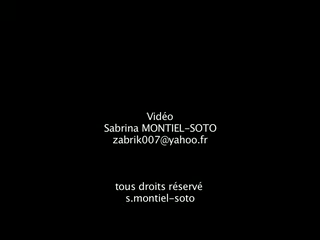 Vidéo
Sabrina MONTIEL-SOTO
zabrik007@yahoo.fr
tous droits réservé
s.montiel-soto